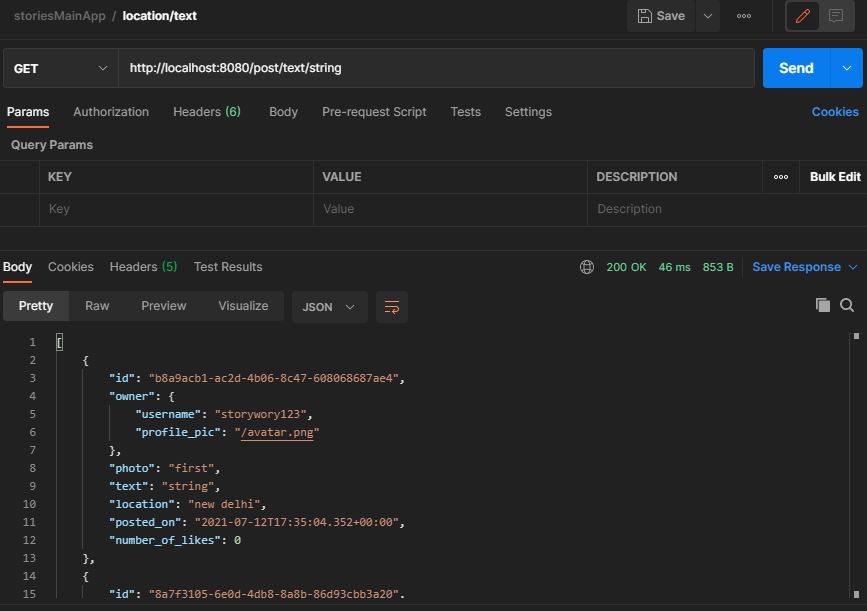 storiesMainApp / location/text
Save
GET http://localhost:8080/post/text/string Send
Params Authorization Headers (6) Body Pre-request Script Tests Settings Cookies
Query Params
KEY VALUE DESCRIPTION Bulk Edit
Key Value Description
Body Cookies Headers (5) Test Results 200 OK 46 ms 853 B Save Response
Pretty Raw Preview Visualize JSON
1 [
2 {
3 "id": "b8a9acb1-ac2d-4b06-8c47-608068687ae4",
4 "owner": {
5 "username": "storywory123",
6 "profile_pic": "/avatar.png"
7 },
8 "photo": "first",
9 "text": "string",
10 "location": "new delhi",
11 "posted_on": "2021-07-12T17:35:04.352+00:00",
12 "number_of_likes": 0
13 },
14 {
15 "id": "8a7f3105-6e0d-4db8-8a8b-86d93cbb3a20",